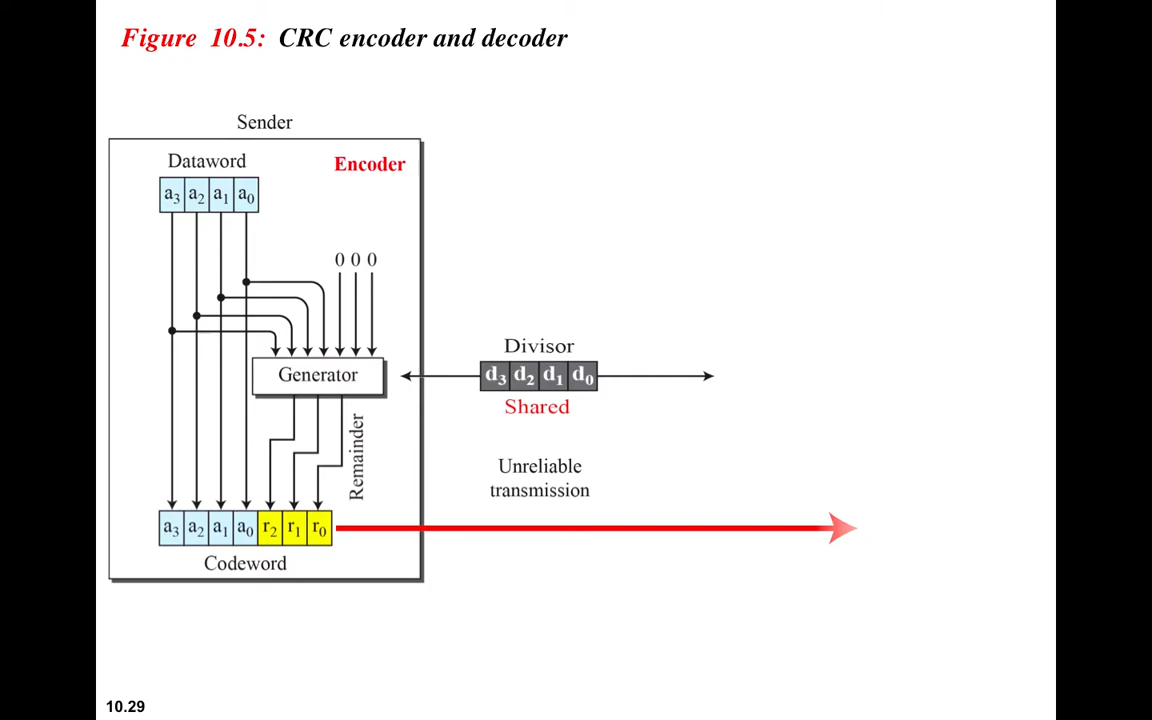 Figure 10.5: CRC encoder and decoder
Sender
Dataword
Encoder
a3 a2 a1 a0
0 0 0
Generator
Divisor
d3 d2 d1 d0
Shared
Remainder
Unreliable
transmission
a3 a2 a1 a0 r2 r1 r0
Codeword
10.29